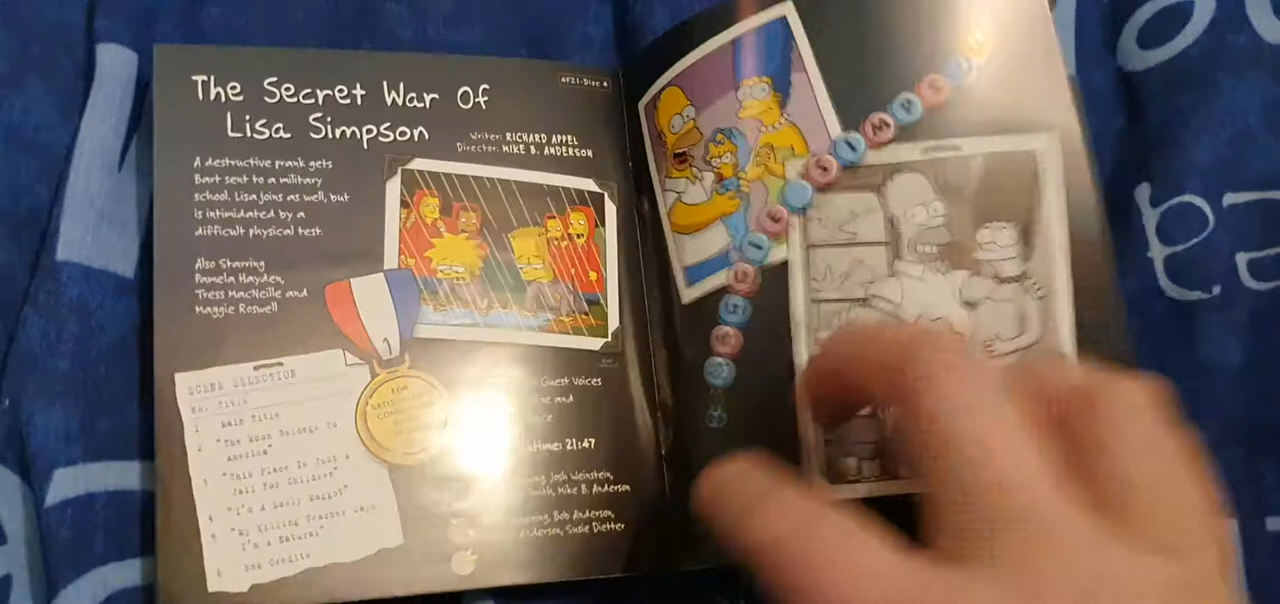 The Secret War Of
Lisa Simpson
4F21-Disc 4
Writer: RICHARD APPEL
Director: MIKE B. ANDERSON
A destructive prank gets
Bart sent to a military
school. Lisa joins as well, but
is intimidated by a
difficult physical test.
Also Starring
Pamela Hayden,
Tress MacNeille and
Maggie Roswell
SCENE SELECTION
No. Title
1 Main Title
2 "The Moon Belongs To
America"
3 "This Place Is Just A
Jail For Children"
4 "I'm A Lowly Maggot"
5 "My Killing Teacher Says
I'm A Natural"
6 End Credits
FOR
Guest Voices
and
21:47
Josh Weinstein,
Mike B. Anderson
Bob Anderson,
Anderson, Susie Dietter